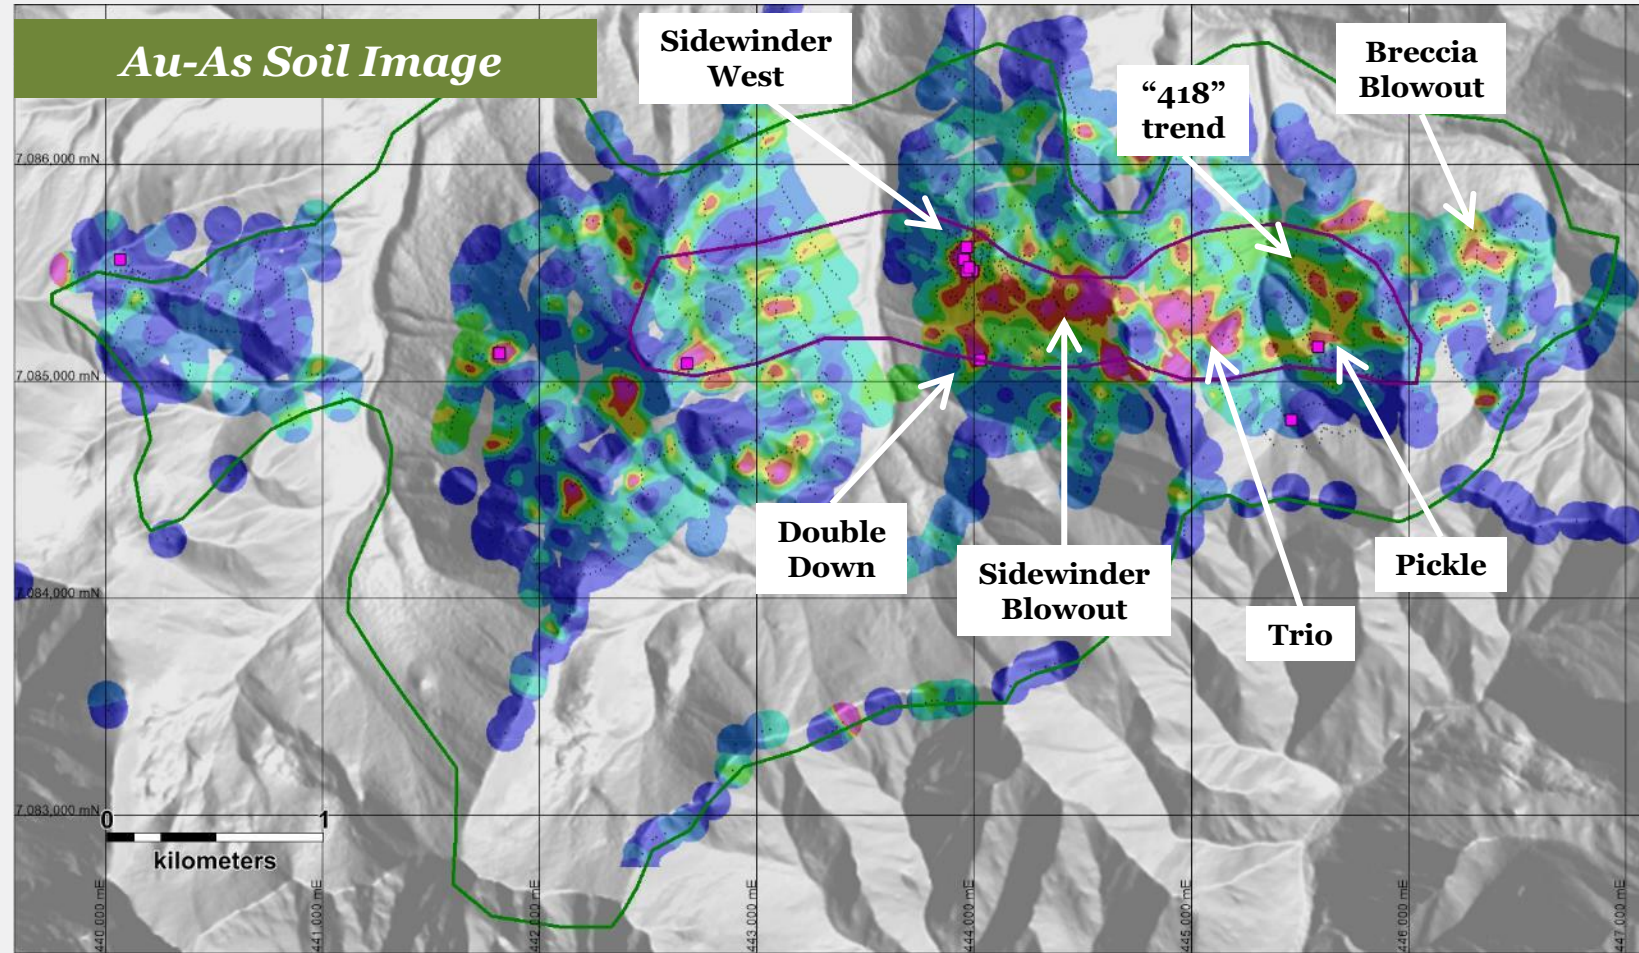 Au-As Soil Image
Sidewinder
West
“418”
trend
Breccia
Blowout
7,086,000 mN
7,085,000 mN
Double
Down
Sidewinder
Blowout
Trio
Pickle
7,084,000 mN
7,083,000 mN
0 1
kilometers
440,000 mE
441,000 mE
442,000 mE
443,000 mE
444,000 mE
445,000 mE
446,000 mE
447,000 mE